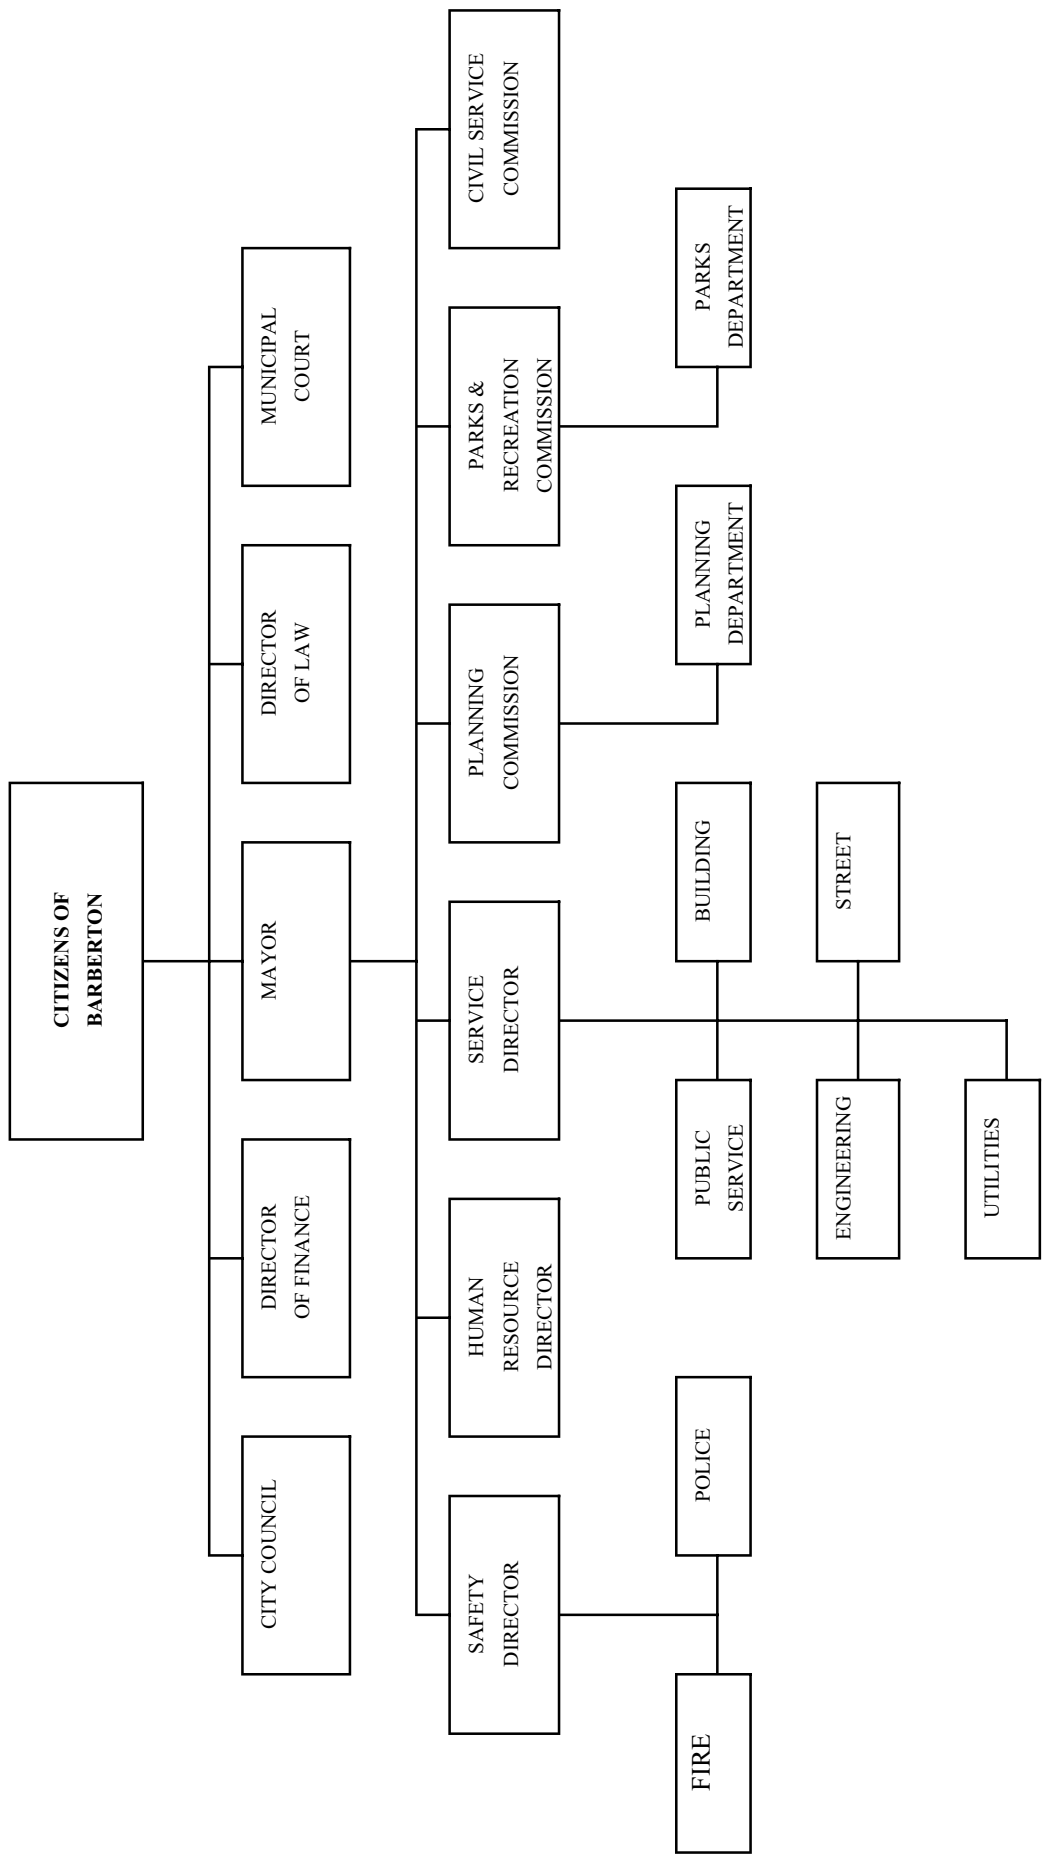 CITIZENS OF
BARBERTON
CITY COUNCIL
DIRECTOR
OF FINANCE
MAYOR
DIRECTOR
OF LAW
MUNICIPAL
COURT
SAFETY
DIRECTOR
HUMAN
RESOURCE
DIRECTOR
SERVICE
DIRECTOR
PLANNING
COMMISSION
PARKS &
RECREATION
COMMISSION
CIVIL SERVICE
COMMISSION
FIRE
POLICE
PUBLIC
SERVICE
BUILDING
PLANNING
DEPARTMENT
PARKS
DEPARTMENT
ENGINEERING
STREET
UTILITIES